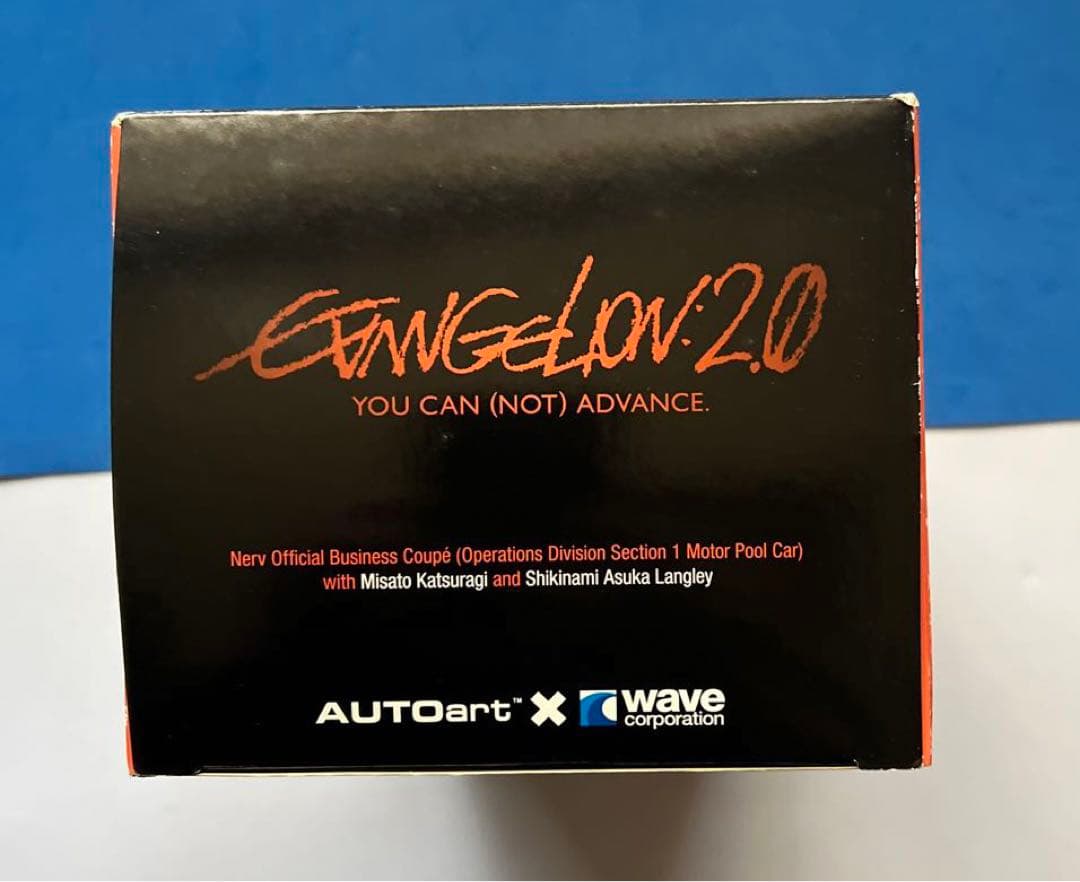 EVANGELION:2.0
YOU CAN (NOT) ADVANCE.
Nerv Official Business Coupé (Operations Division Section 1 Motor Pool Car)
with Misato Katsuragi and Shikinami Asuka Langley
AUTOart™ X wave corporation